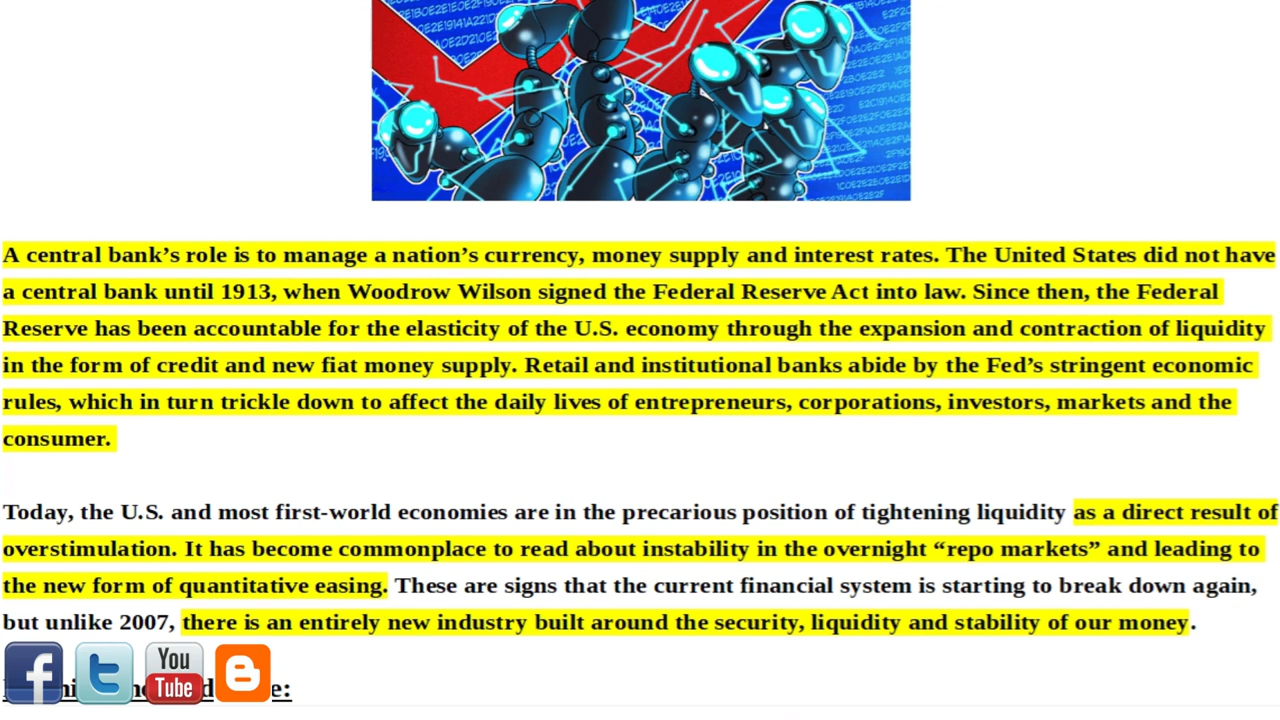 A central bank’s role is to manage a nation’s currency, money supply and interest rates. The United States did not have
a central bank until 1913, when Woodrow Wilson signed the Federal Reserve Act into law. Since then, the Federal
Reserve has been accountable for the elasticity of the U.S. economy through the expansion and contraction of liquidity
in the form of credit and new fiat money supply. Retail and institutional banks abide by the Fed’s stringent economic
rules, which in turn trickle down to affect the daily lives of entrepreneurs, corporations, investors, markets and the
consumer.
Today, the U.S. and most first-world economies are in the precarious position of tightening liquidity as a direct result of
overstimulation. It has become commonplace to read about instability in the overnight “repo markets” and leading to
the new form of quantitative easing. These are signs that the current financial system is starting to break down again,
but unlike 2007, there is an entirely new industry built around the security, liquidity and stability of our money.
You
Tube